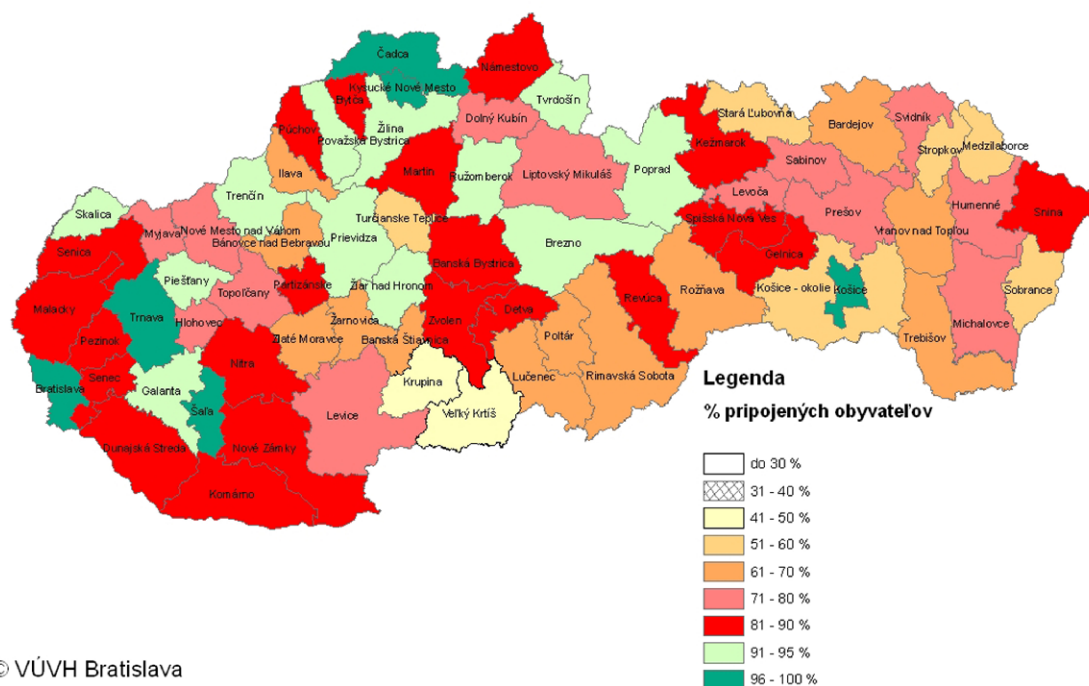 Čadca
Námestovo
Kysucké Nové Mesto
Bytča
Tvrdošín
Púchov
Žilina
Považská Bystrica
Dolný Kubín
Stará Ľubovňa
Bardejov
Svidník
Medzilaborce
Stropkov
Kežmarok
Sabinov
Ilava
Martin
Ružomberok
Liptovský Mikuláš
Poprad
Levoča
Prešov
Humenné
Snina
Trenčín
Skalica
Turčianske Teplice
Spišská Nová Ves
Vranov nad Topľou
Myjava
Nové Mesto nad Váhom
Bánovce nad Bebravou
Prievidza
Brezno
Senica
Gelnica
Banská Bystrica
Piešťany
Partizánske
Žiar nad Hronom
Topoľčany
Revúca
Rožňava
Košice - okolie
Košice
Sobrance
Malacky
Trnava
Hlohovec
Žarnovica
Zvolen
Detva
Michalovce
Pezinok
Zlaté Moravce
Banská Štiavnica
Poltár
Trebišov
Nitra
Senec
Bratislava
Galanta
Krupina
Lučenec
Rimavská Sobota
Šaľa
Levice
Veľký Krtíš
Dunajská Streda
Nové Zámky
Komárno
Legenda
% pripojených obyvateľov
do 30 %
31 - 40 %
41 - 50 %
51 - 60 %
61 - 70 %
71 - 80 %
81 - 90 %
91 - 95 %
96 - 100 %
© VÚVH Bratislava